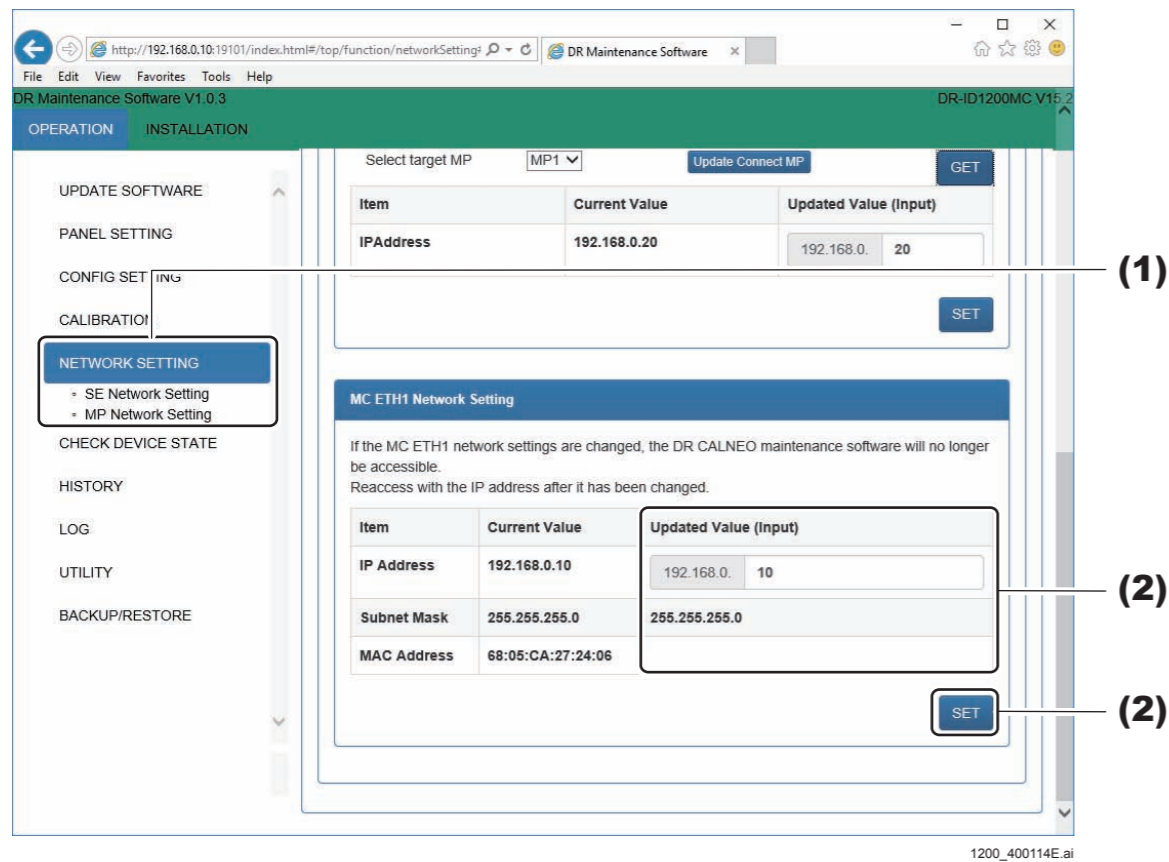 http://192.168.0.10:19101/index.html#/top/function/networkSetting
DR Maintenance Software
File Edit View Favorites Tools Help
DR Maintenance Software V1.0.3 DR-ID1200MC V15.2
OPERATION INSTALLATION
Select target MP MP1 Update Connect MP GET
UPDATE SOFTWARE
Item Current Value Updated Value (Input)
PANEL SETTING
IPAddress 192.168.0.20 192.168.0. 20
(1)
CONFIG SETTING
SET
CALIBRATION
NETWORK SETTING
SE Network Setting
MP Network Setting
MC ETH1 Network Setting
CHECK DEVICE STATE
If the MC ETH1 network settings are changed, the DR CALNEO maintenance software will no longer
be accessible.
Reaccess with the IP address after it has been changed.
HISTORY
LOG
Item Current Value Updated Value (Input)
UTILITY
IP Address 192.168.0.10 192.168.0. 10
(2)
BACKUP/RESTORE
Subnet Mask 255.255.255.0 255.255.255.0
MAC Address 68:05:CA:27:24:06
SET
(2)
1200_400114E.ai